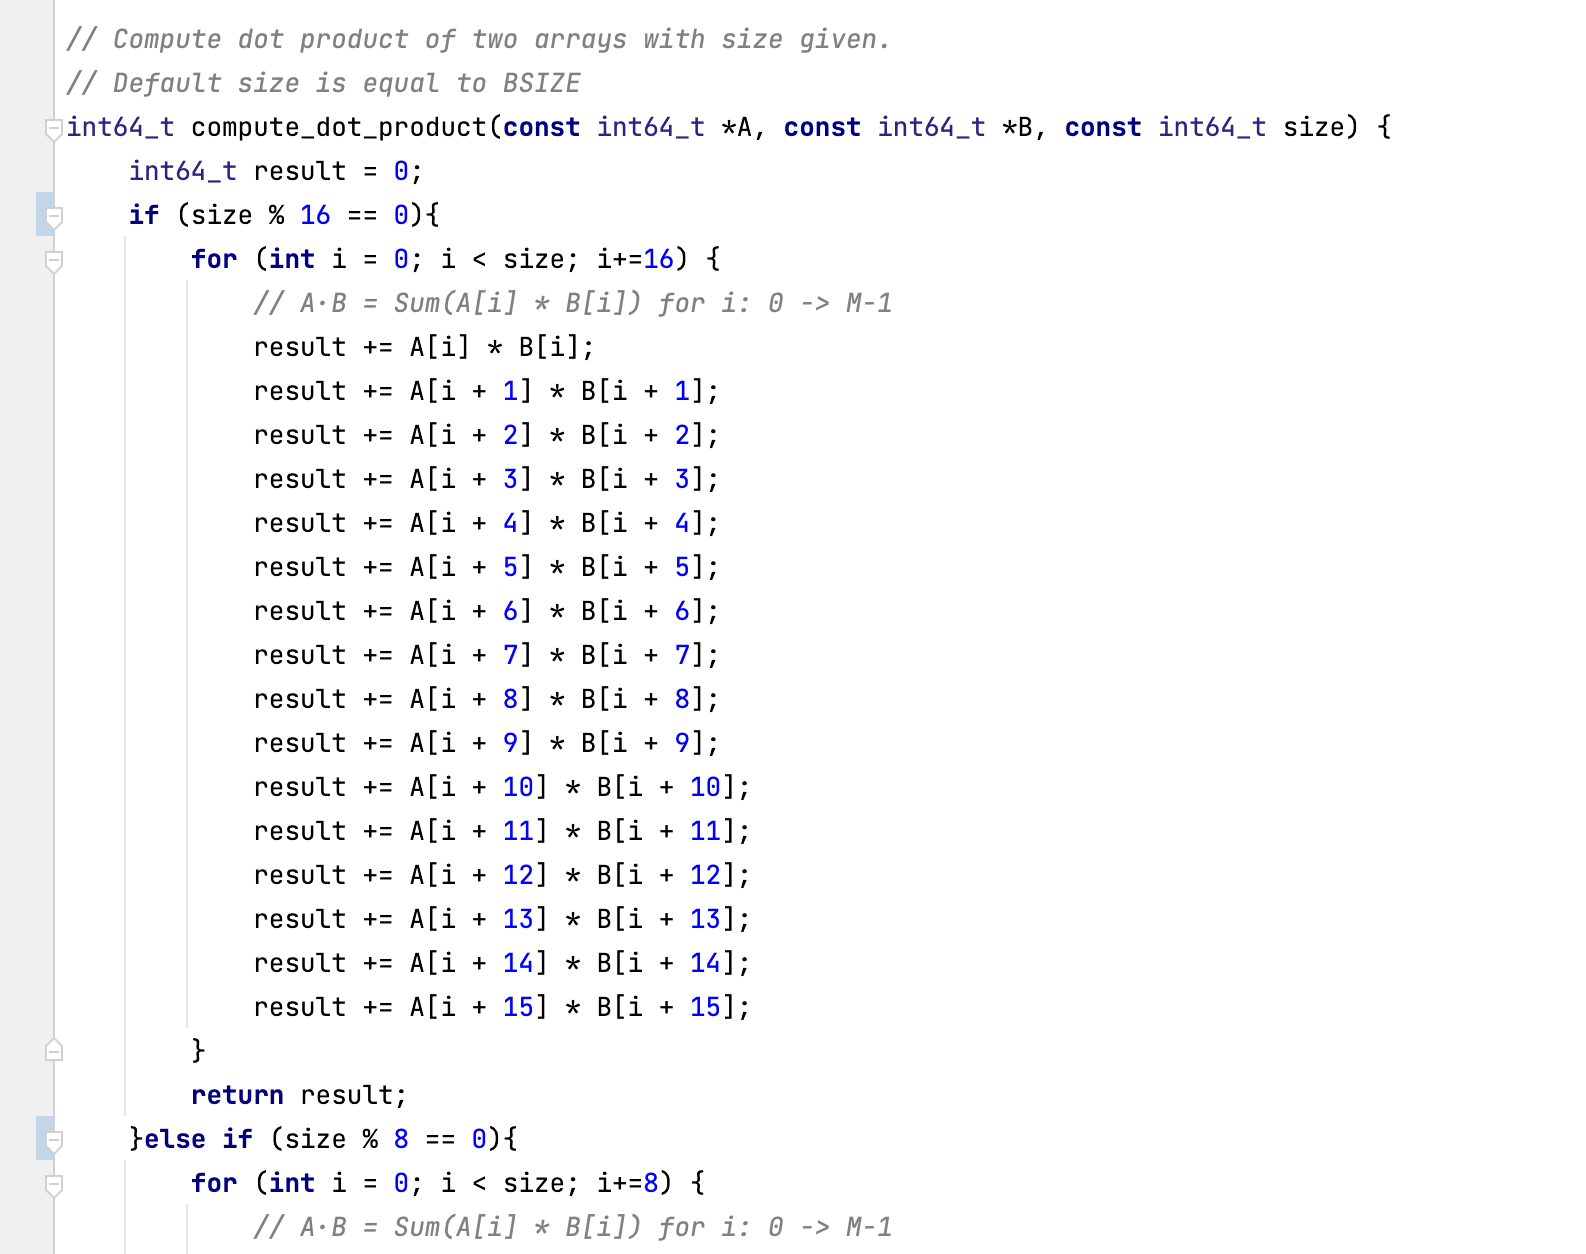 // Compute dot product of two arrays with size given.
// Default size is equal to BSIZE
int64_t compute_dot_product(const int64_t *A, const int64_t *B, const int64_t size) {
    int64_t result = 0;
    if (size % 16 == 0){
        for (int i = 0; i < size; i+=16) {
            // A·B = Sum(A[i] * B[i]) for i: 0 -> M-1
            result += A[i] * B[i];
            result += A[i + 1] * B[i + 1];
            result += A[i + 2] * B[i + 2];
            result += A[i + 3] * B[i + 3];
            result += A[i + 4] * B[i + 4];
            result += A[i + 5] * B[i + 5];
            result += A[i + 6] * B[i + 6];
            result += A[i + 7] * B[i + 7];
            result += A[i + 8] * B[i + 8];
            result += A[i + 9] * B[i + 9];
            result += A[i + 10] * B[i + 10];
            result += A[i + 11] * B[i + 11];
            result += A[i + 12] * B[i + 12];
            result += A[i + 13] * B[i + 13];
            result += A[i + 14] * B[i + 14];
            result += A[i + 15] * B[i + 15];
        }
        return result;
    }else if (size % 8 == 0){
        for (int i = 0; i < size; i+=8) {
            // A·B = Sum(A[i] * B[i]) for i: 0 -> M-1